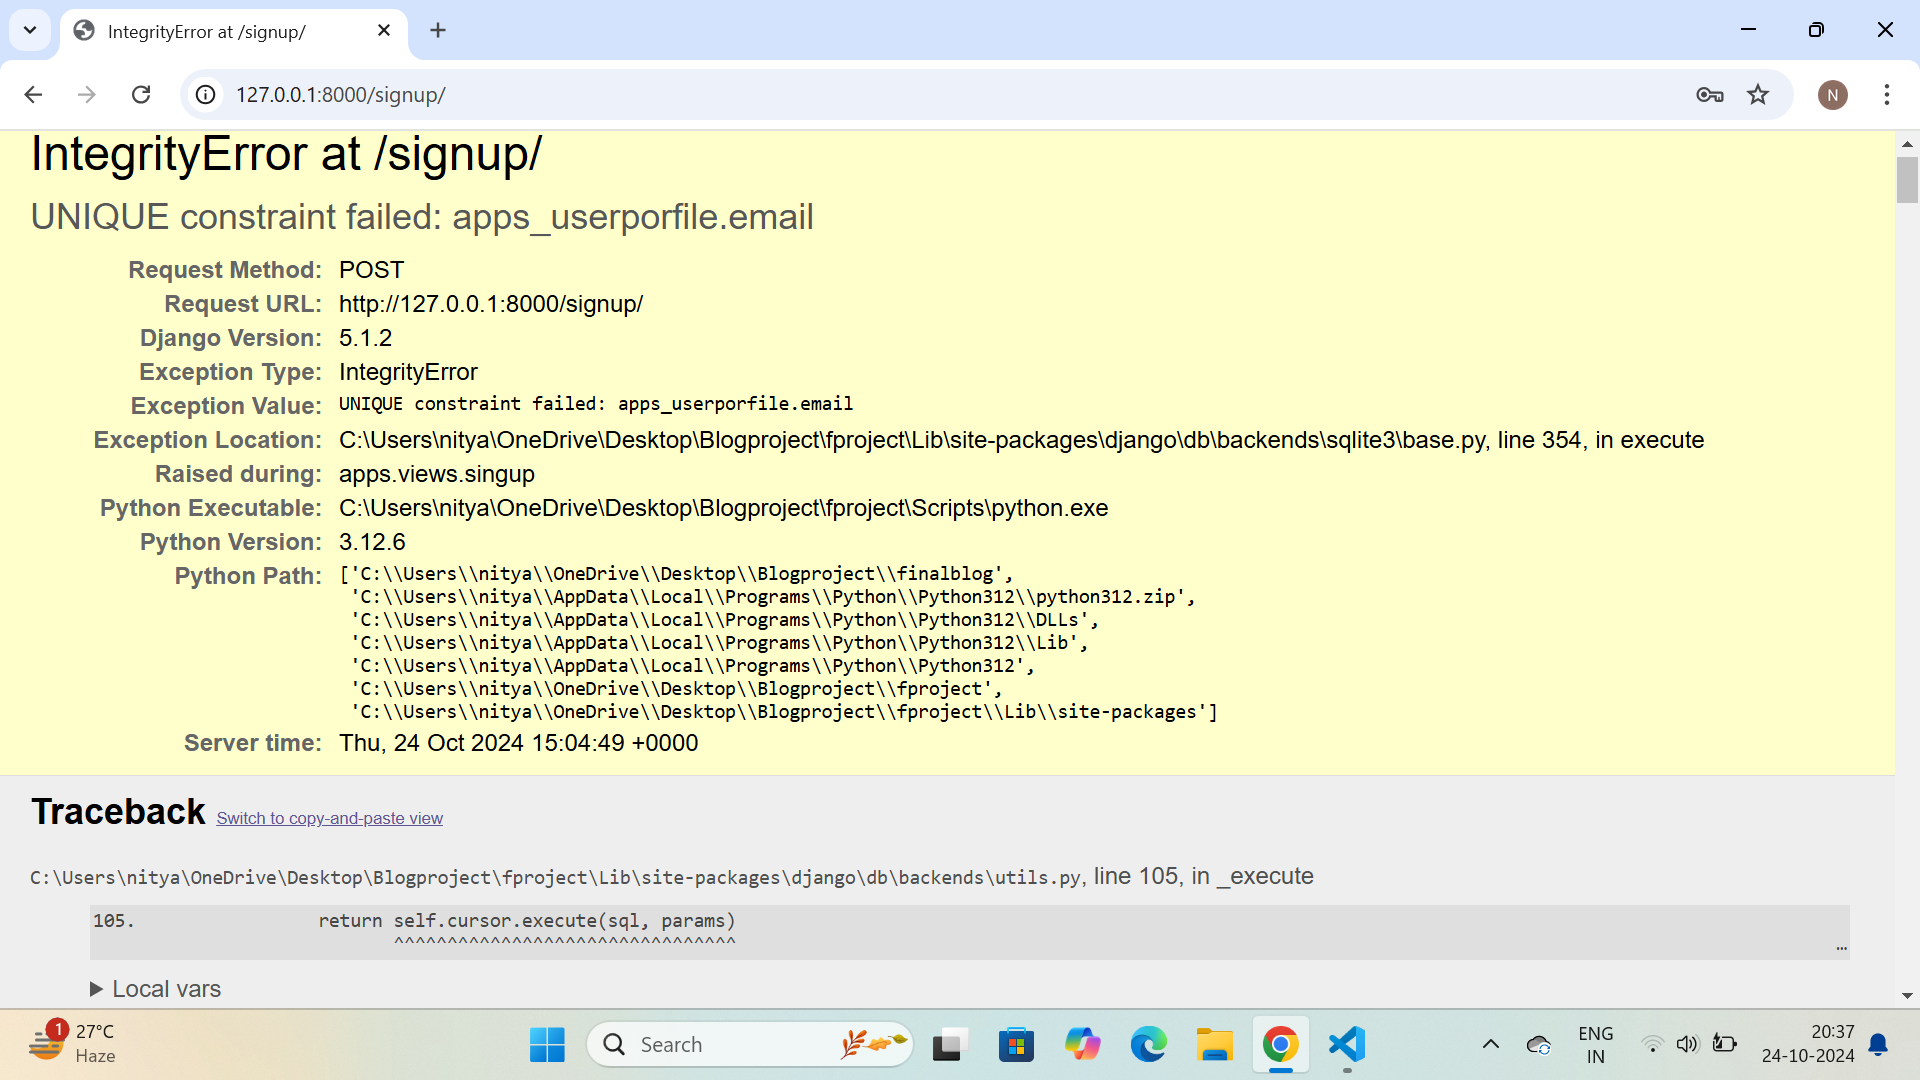 IntegrityError at /signup/
127.0.0.1:8000/signup/
N
IntegrityError at /signup/
UNIQUE constraint failed: apps_userporfile.email
Request Method: POST
Request URL: http://127.0.0.1:8000/signup/
Django Version: 5.1.2
Exception Type: IntegrityError
Exception Value: UNIQUE constraint failed: apps_userporfile.email
Exception Location: C:\Users\nitya\OneDrive\Desktop\Blogproject\fproject\Lib\site-packages\django\db\backends\sqlite3\base.py, line 354, in execute
Raised during: apps.views.singup
Python Executable: C:\Users\nitya\OneDrive\Desktop\Blogproject\fproject\Scripts\python.exe
Python Version: 3.12.6
Python Path: ['C:\\Users\\nitya\\OneDrive\\Desktop\\Blogproject\\finalblog',
'C:\\Users\\nitya\\AppData\\Local\\Programs\\Python\\Python312\\python312.zip',
'C:\\Users\\nitya\\AppData\\Local\\Programs\\Python\\Python312\\DLLs',
'C:\\Users\\nitya\\AppData\\Local\\Programs\\Python\\Python312\\Lib',
'C:\\Users\\nitya\\AppData\\Local\\Programs\\Python\\Python312',
'C:\\Users\\nitya\\OneDrive\\Desktop\\Blogproject\\fproject',
'C:\\Users\\nitya\\OneDrive\\Desktop\\Blogproject\\fproject\\Lib\\site-packages']
Server time: Thu, 24 Oct 2024 15:04:49 +0000
Traceback Switch to copy-and-paste view
C:\Users\nitya\OneDrive\Desktop\Blogproject\fproject\Lib\site-packages\django\db\backends\utils.py, line 105, in _execute
105. return self.cursor.execute(sql, params)
^^^^^^^^^^^^^^^^^^^^^^^^^^^^^^^^
…
Local vars
1
27°C
Haze
Search
ENG
IN
20:37
24-10-2024